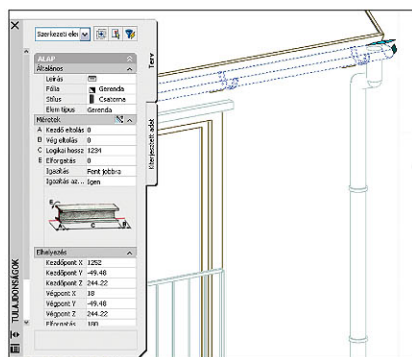 Szerkezeti elei
ALAP
Általános
Leírás
Fólia Gerenda
Stílus Csatorna
Elem típus Gerenda
Méretek
A Kezdő eltolás 0
B Vég eltolás 0
C Logikai hossz 1234
E Elforgatás 0
Igazítás Fent jobbra
Igazítás az... Igen
E
A
C
B
Elhelyezés
Kezdőpont X 1252
Kezdőpont Y -49.48
Kezdőpont Z 244.22
Végpont X 18
Végpont Y -49.48
Végpont Z 244.22
Elforgatás 180
Terv
Kiterjesztett adat
TULAJDONSÁGOK